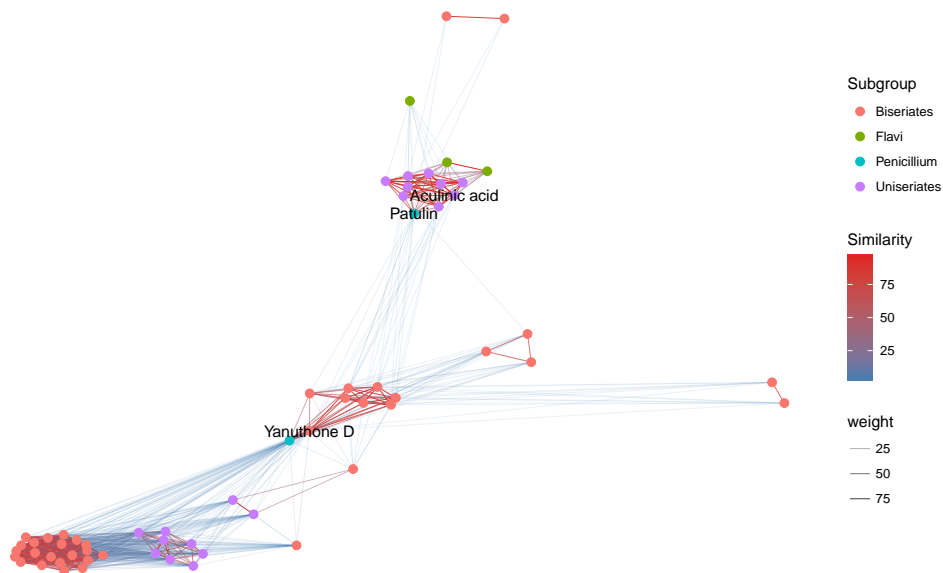 Aculinic acid
Patulin
Yanuthone D
Subgroup
Biseriates
Flavi
Penicillium
Uniseriates
Similarity
75
50
25
weight
25
50
75